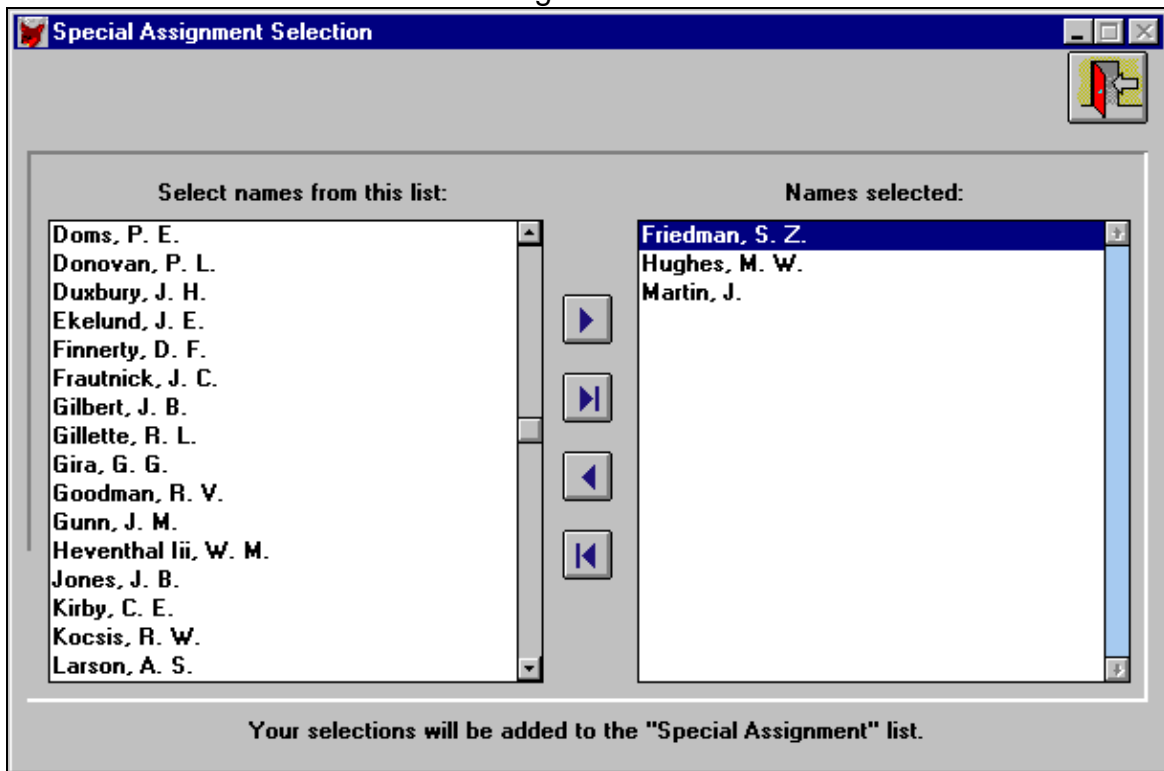 Special Assignment Selection
Select names from this list:
Doms, P. E.
Donovan, P. L.
Duxbury, J. H.
Ekelund, J. E.
Finnerty, D. F.
Frautnick, J. C.
Gilbert, J. B.
Gillette, R. L.
Gira, G. G.
Goodman, R. V.
Gunn, J. M.
Heventhal Iii, W. M.
Jones, J. B.
Kirby, C. E.
Kocsis, R. W.
Larson, A. S.
Names selected:
Friedman, S. Z.
Hughes, M. W.
Martin, J.
Your selections will be added to the "Special Assignment" list.